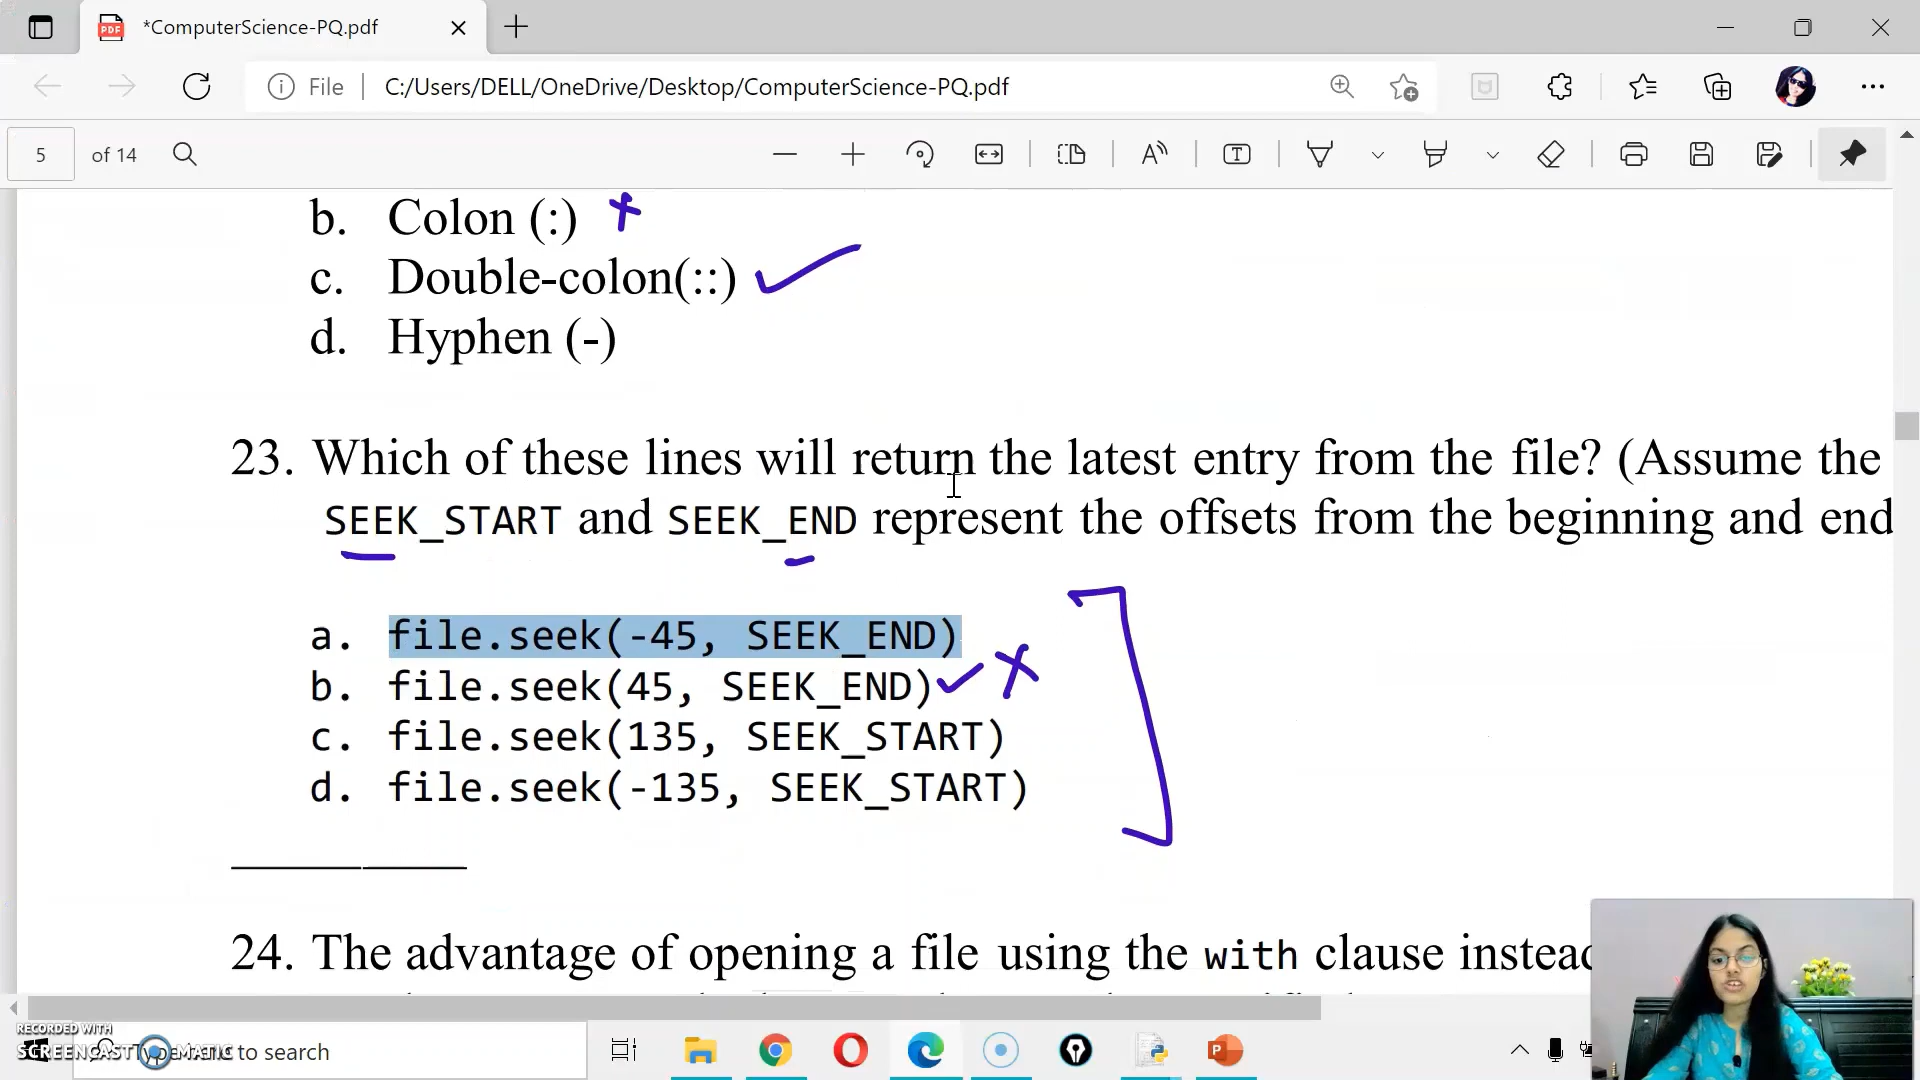 *ComputerScience-PQ.pdf
File
C:/Users/DELL/OneDrive/Desktop/ComputerScience-PQ.pdf
5 of 14
b. Colon (:)
c. Double-colon(::)
d. Hyphen (-)
23. Which of these lines will return the latest entry from the file? (Assume the
SEEK_START and SEEK_END represent the offsets from the beginning and end
a. file.seek(-45, SEEK_END)
b. file.seek(45, SEEK_END)
c. file.seek(135, SEEK_START)
d. file.seek(-135, SEEK_START)
24. The advantage of opening a file using the with clause instead
RECORDED WITH
SCREENCAST MATIC
to search